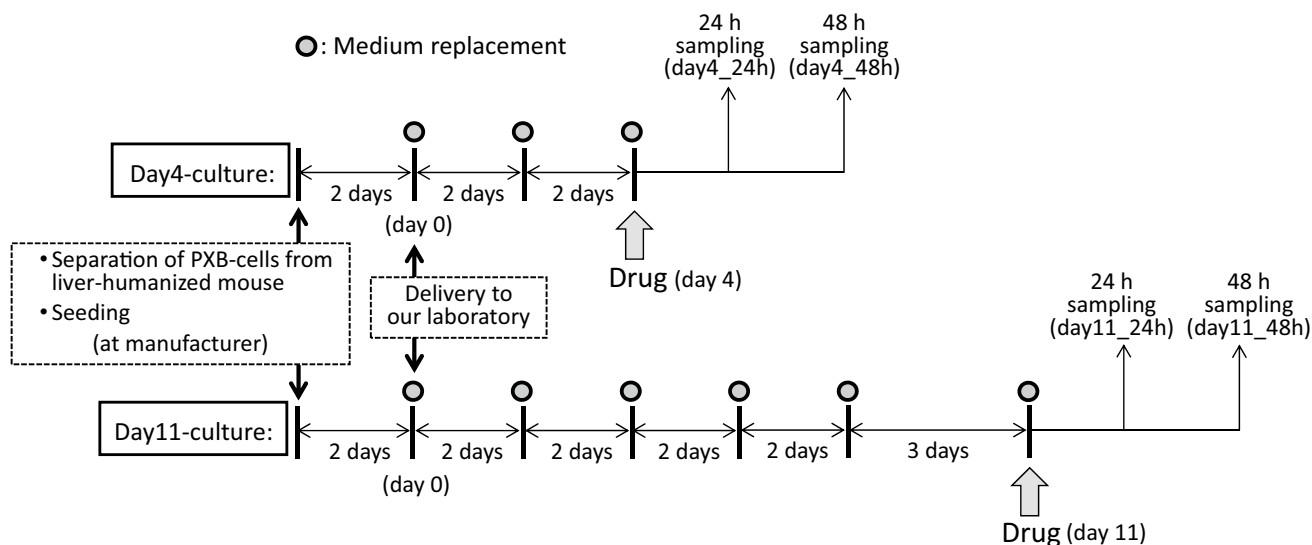 : Medium replacement
24 h
sampling
(day4_24h)
48 h
sampling
(day4_48h)
Day4-culture:
2 days
2 days
2 days
(day 0)
Drug (day 4)
• Separation of PXB-cells from
liver-humanized mouse
• Seeding
(at manufacturer)
Delivery to
our laboratory
24 h
sampling
(day11_24h)
48 h
sampling
(day11_48h)
Day11-culture:
2 days
2 days
2 days
2 days
2 days
3 days
(day 0)
Drug (day 11)